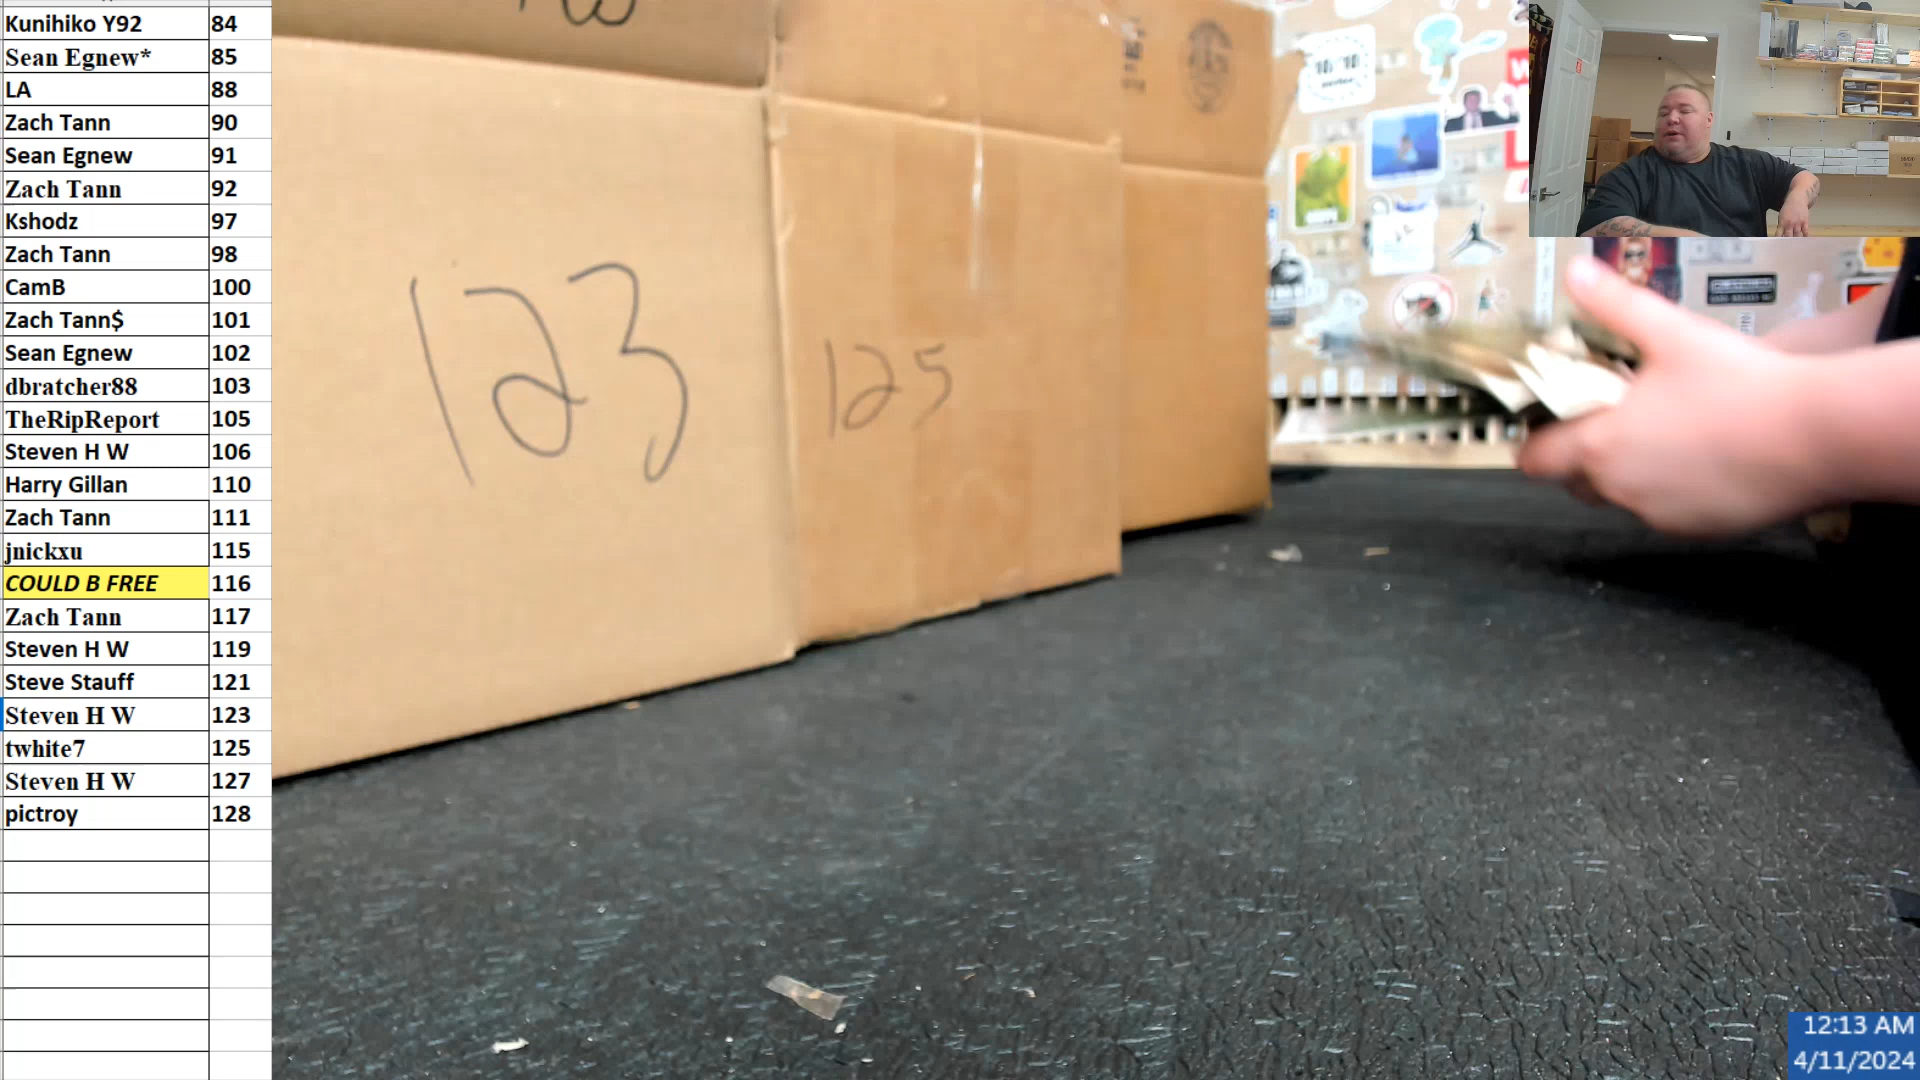 Kunihiko Y92 84
Sean Egnew* 85
LA 88
Zach Tann 90
Sean Egnew 91
Zach Tann 92
Kshodz 97
Zach Tann 98
CamB 100
Zach Tann$ 101
Sean Egnew 102
dbratcher88 103
TheRipReport 105
Steven H W 106
Harry Gillan 110
Zach Tann 111
jnickxu 115
COULD B FREE 116
Zach Tann 117
Steven H W 119
Steve Stauff 121
Steven H W 123
twhite7 125
Steven H W 127
pictroy 128
123
125
12:13 AM
4/11/2024